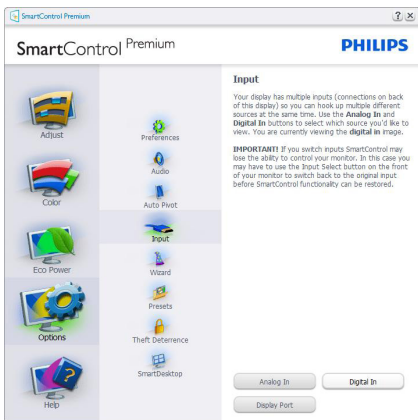 SmartControl Premium
SmartControl Premium
PHILIPS
Adjust
Color
Eco Power
Options
Help
Preferences
Audio
Auto Pivot
Input
Wizard
Presets
Theft Deterrence
SmartDesktop
Input
Your display has multiple inputs (connections on back
of this display) so you can hook up multiple different
sources at the same time. Use the Analog In and
Digital In buttons to select which source you'd like to
view. You are currently viewing the digital in image.
IMPORTANT! If you switch inputs SmartControl may
lose the ability to control your monitor. In this case you
may have to use the Input Select button on the front
of your monitor to switch back to the original input
before SmartControl functionality can be restored.
Analog In
Digital In
Display Port